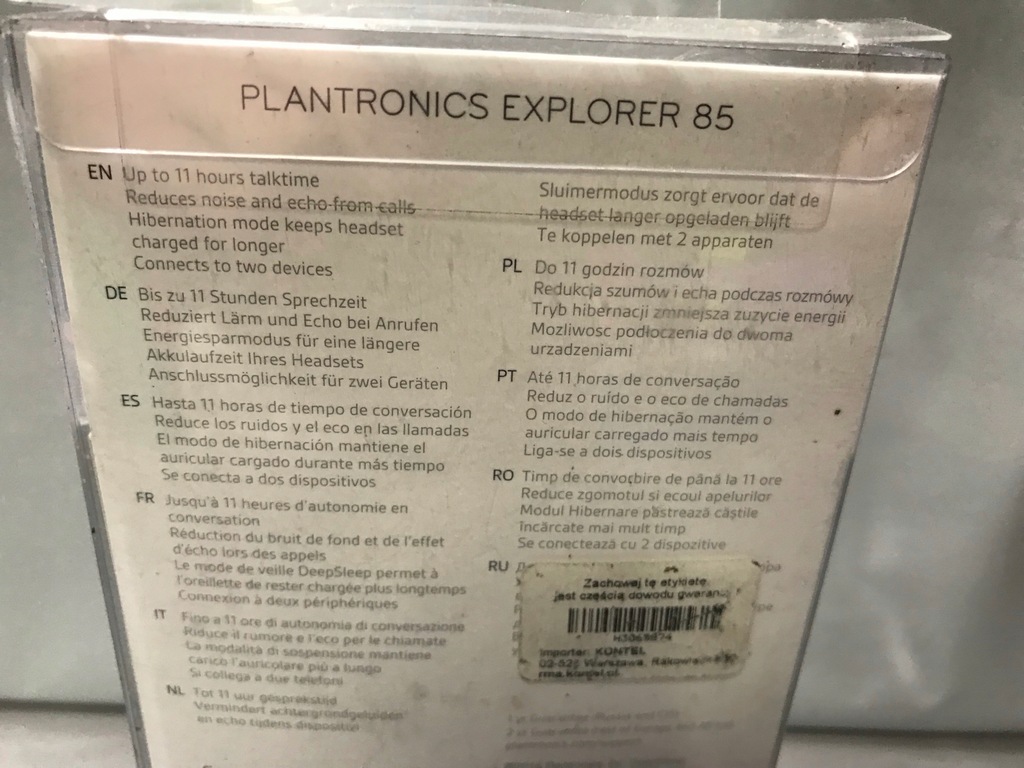 PLANTRONICS EXPLORER 85
EN Up to 11 hours talktime
Reduces noise and echo from calls
Hibernation mode keeps headset
charged for longer
Connects to two devices
DE Bis zu 11 Stunden Sprechzeit
Reduziert Lärm und Echo bei Anrufen
Energiesparmodus für eine längere
Akkulaufzeit Ihres Headsets
Anschlussmöglichkeit für zwei Geräten
ES Hasta 11 horas de tiempo de conversación
Reduce los ruidos y el eco en las llamadas
El modo de hibernación mantiene el
auricular cargado durante más tiempo
Se conecta a dos dispositivos
FR Jusqu'à 11 heures d'autonomie en
conversation
Réduction du bruit de fond et de l'effet
d'écho lors des appels
Le mode de veille DeepSleep permet à
l'oreillette de rester chargée plus longtemps
Connexion à deux périphériques
IT Fino a 11 ore di autonomia di conversazione
Riduce il rumore e l'eco per le chiamate
La modalità di sospensione mantiene
carico l'auricolare più a lungo
Si collega a due telefoni
NL Tot 11 uur gesprekstijd
Vermindert achtergrondgeluiden
en echo tijdens
Sluimermodus zorgt ervoor dat de
headset langer opgeladen blijft
Te koppelen met 2 apparaten
PL Do 11 godzin rozmów
Redukcja szumów i echa podczas rozmówy
Tryb hibernacji zmniejsza zuzycie energii
Mozliwosc podłoczenia do dwoma
urzadzeniami
PT Até 11 horas de conversação
Reduz o ruído e o eco de chamadas
O modo de hibernação mantém o
auricular carregado mais tempo
Liga-se a dois dispositivos
RO Timp de convorbire de până la 11 ore
Reduce zgomotul si ecoul apelurilor
Modul Hibernare păstrează căștile
încărcate mai mult timp
Se conectează cu 2 dispozitive
RU
Zachowaj tę etykietę
jest częścią dowodu
Importer: KONTEL
02-525 Warszawa,